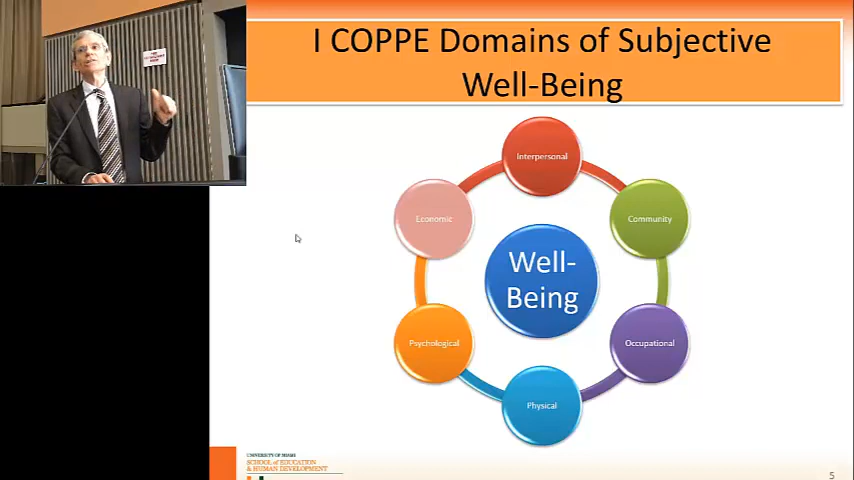 I COPPE Domains of Subjective
Well-Being
Interpersonal
Economic
Community
Well-
Being
Psychological
Occupational
Physical
UNIVERSITY OF MIAMI
SCHOOL of EDUCATION
& HUMAN DEVELOPMENT
5